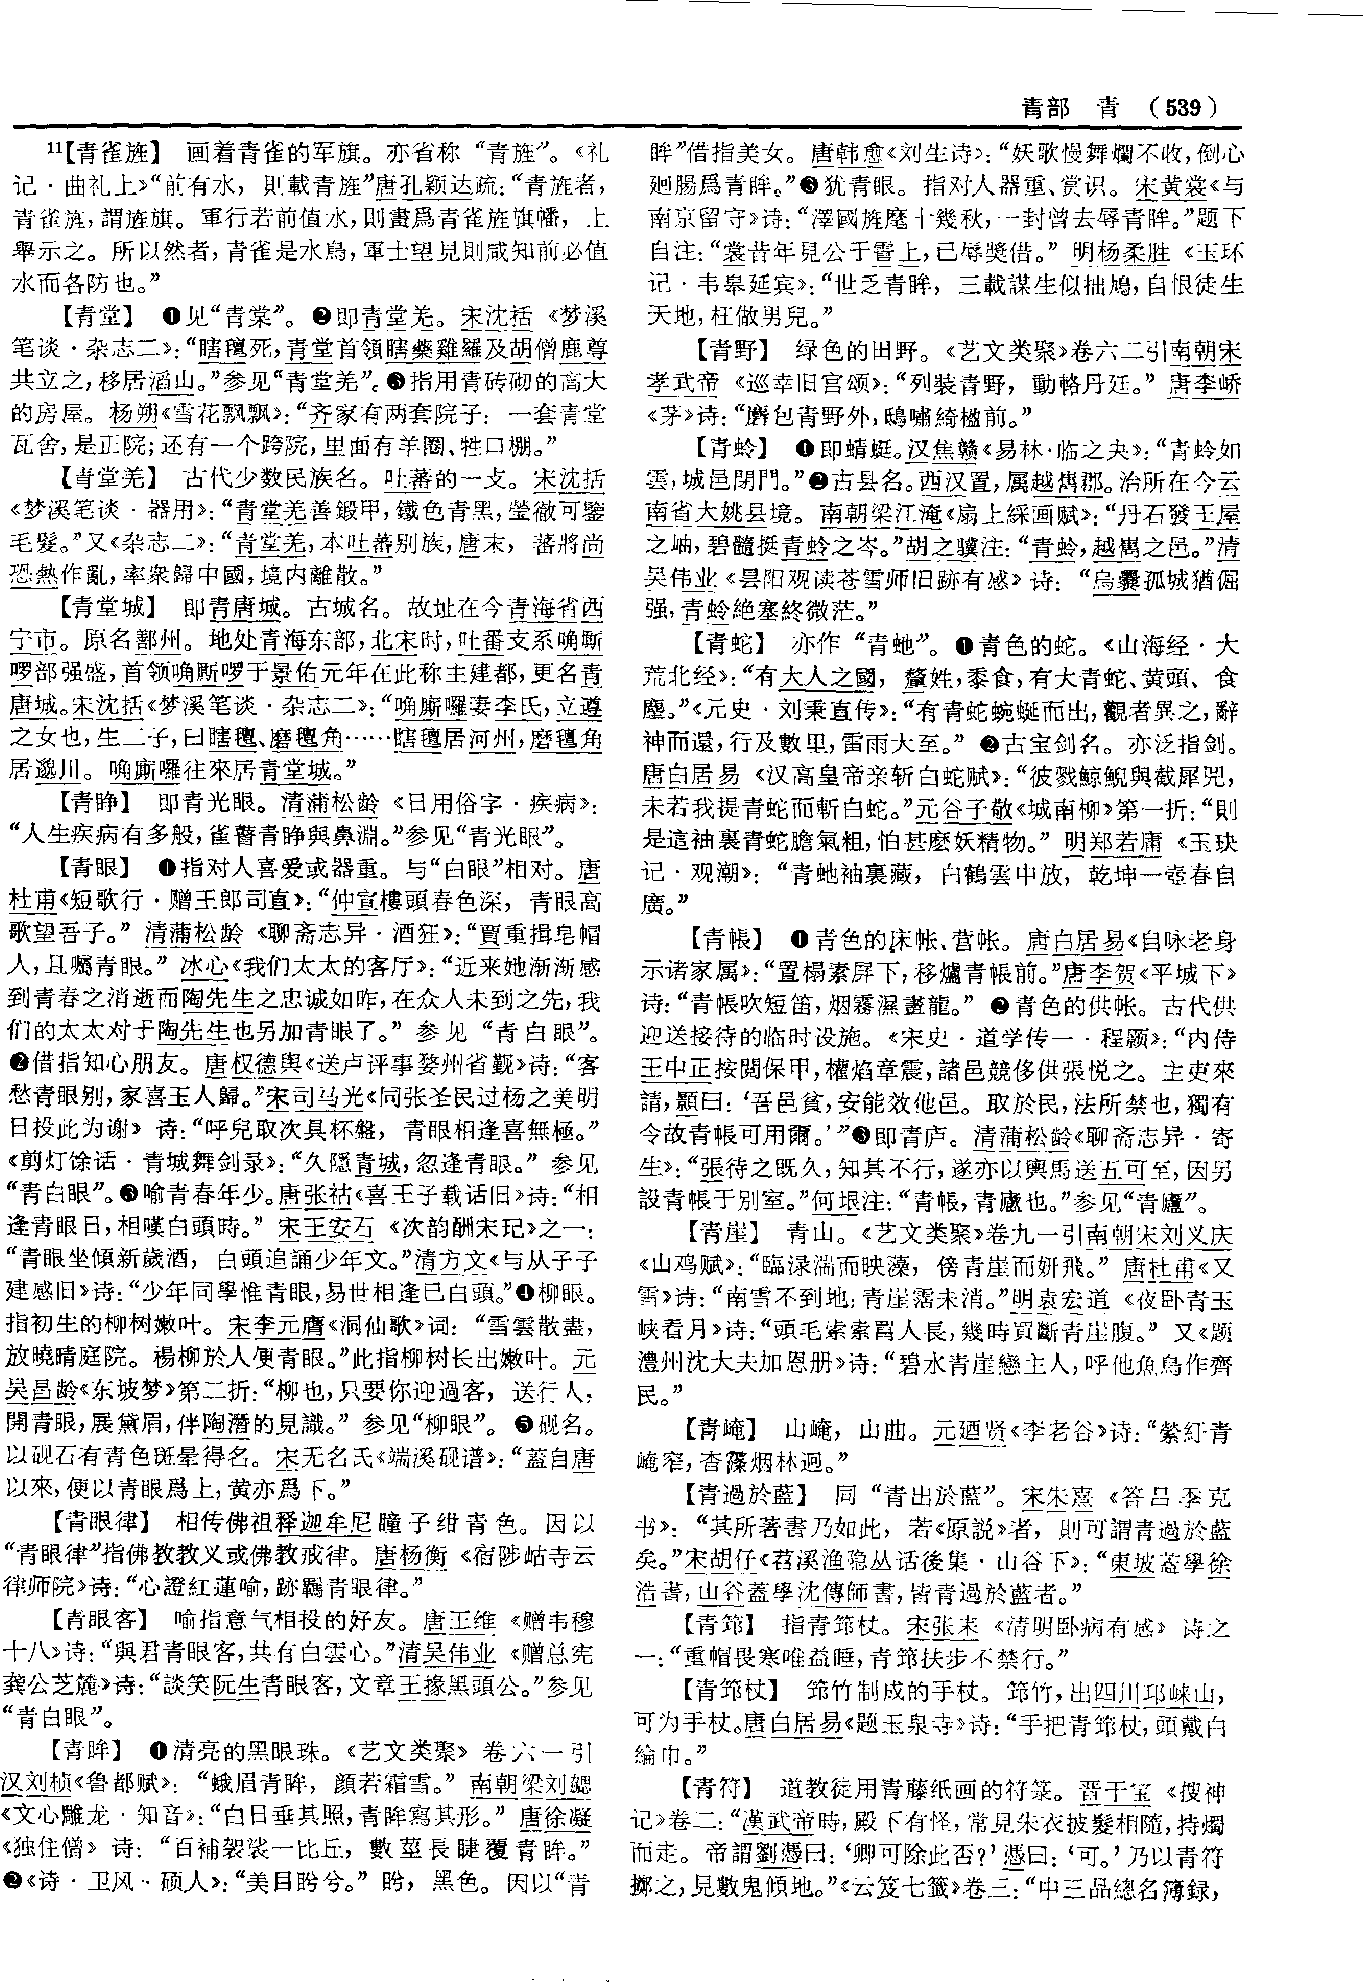 青部　青　（539）
11【青雀旌】　画着青雀的军旗。亦省称“青旌”。《礼
记·曲礼上》“前有水，则載青旌”唐孔颖达疏：“青旌者，
青雀旌，謂旌旗。軍行若前值水，則畫爲青雀旌旗幡，上
舉示之。所以然者，青雀是水鳥，軍士望見則咸知前必值
水而各防也。”
【青堂】　❶见“青棠”。❷即青堂羌。宋沈括《梦溪
笔谈·杂志二》：“瞎氊死，青堂首領瞎藥雞羅及胡僧鹿尊
共立之，移居滔山。”参见“青堂羌”。❸指用青砖砌的高大
的房屋。杨朔《雪花飘飘》：“齐家有两套院子：一套青堂
瓦舍，是正院；还有一个跨院，里面有羊圈、牲口棚。”
【青堂羌】　古代少数民族名。吐蕃的一支。宋沈括
《梦溪笔谈·器用》：“青堂羌善鍛甲，鐵色青黑，瑩徹可鑒
毛髮。”又《杂志二》：“青堂羌，本吐蕃别族，唐末，蕃將尚
恐熱作亂，率衆歸中國，境内離散。”
【青堂城】　即青唐城。古城名。故址在今青海省西
宁市。原名鄯州。地处青海东部，北宋时，吐番支系唃厮
啰部强盛，首领唃厮啰于景佑元年在此称主建都，更名青
唐城。宋沈括《梦溪笔谈·杂志二》：“唃廝囉妻李氏，立遵
之女也，生二子，曰瞎氊、磨氊角……瞎氊居河州，磨氊角
居邈川。唃廝囉往來居青堂城。”
【青睁】　即青光眼。清蒲松龄《日用俗字·疾病》：
“人生疾病有多般，雀瞽青睁與鼻淵。”参见“青光眼”。
【青眼】　❶指对人喜爱或器重。与“白眼”相对。唐
杜甫《短歌行·赠王郎司直》：“仲宣樓頭春色深，青眼高
歌望吾子。”清蒲松龄《聊斋志异·酒狂》：“賈重揖皂帽
人，且囑青眼。”冰心《我们太太的客厅》：“近来她渐渐感
到青春之消逝而陶先生之忠诚如昨，在众人未到之先，我
们的太太对于陶先生也另加青眼了。”参见“青白眼”。
❷借指知心朋友。唐权德舆《送卢评事婺州省觐》诗：“客
愁青眼别，家喜玉人歸。”宋司马光《同张圣民过杨之美明
日投此为谢》诗：“呼兒取次具杯盤，青眼相逢喜無極。”
《剪灯馀话·青城舞剑录》：“久隱青城，忽逢青眼。”参见
“青白眼”。❸喻青春年少。唐张祜《喜王子载话旧》诗：“相
逢青眼日，相嘆白頭時。”宋王安石《次韵酬宋玘》之一：
“青眼坐傾新歲酒，白頭追誦少年文。”清方文《与从子子
建感旧》诗：“少年同學惟青眼，易世相逢已白頭。”❹柳眼。
指初生的柳树嫩叶。宋李元膺《洞仙歌》词：“雪雲散盡，
放曉晴庭院。楊柳於人便青眼。”此指柳树长出嫩叶。元
吴昌龄《东坡梦》第二折：“柳也，只要你迎過客，送行人，
開青眼，展黛眉，伴陶潛的見識。”参见“柳眼”。❺砚名。
以砚石有青色斑晕得名。宋无名氏《端溪砚谱》：“蓋自唐
以來，便以青眼爲上，黄亦爲下。”
【青眼律】　相传佛祖释迦牟尼瞳子绀青色。因以
“青眼律”指佛教教义或佛教戒律。唐杨衡《宿陟岵寺云
律师院》诗：“心證紅蓮喻，跡羈青眼律。”
【青眼客】　喻指意气相投的好友。唐王维《赠韦穆
十八》诗：“與君青眼客，共有白雲心。”清吴伟业《赠总宪
龚公芝麓》诗：“談笑阮生青眼客，文章王掾黑頭公。”参见
“青白眼”。
【青眸】　❶清亮的黑眼珠。《艺文类聚》卷六一引
汉刘桢《鲁都赋》：“蛾眉青眸，顔若霜雪。”南朝梁刘勰
《文心雕龙·知音》：“白日垂其照，青眸寫其形。”唐徐凝
《独住僧》诗：“百補袈裟一比丘，數莖長睫覆青眸。”
❷《诗·卫风·硕人》：“美目盻兮。”盻，黑色。因以“青
眸”借指美女。唐韩愈《刘生诗》：“妖歌慢舞爛不收，倒心
迴腸爲青眸。”❸犹青眼。指对人器重、赏识。宋黄裳《与
南京留守》诗：“澤國旌麾十幾秋，一封曾去辱青眸。”题下
自注：“裳昔年見公于霅上，已辱獎借。”明杨柔胜《玉环
记·韦皋延宾》：“世乏青眸，三載謀生似拙鳩，自恨徒生
天地，枉做男兒。”
【青野】　绿色的田野。《艺文类聚》卷六二引南朝宋
孝武帝《巡幸旧宫颂》：“列裝青野，動輅丹廷。”唐李峤
《茅》诗：“麕包青野外，鴟嘯綺楹前。”
【青蛉】　❶即蜻蜓。汉焦赣《易林·临之夬》：“青蛉如
雲，城邑閉門。”❷古县名。西汉置，属越嶲郡。治所在今云
南省大姚县境。南朝梁江淹《扇上綵画赋》：“丹石發王屋
之岫，碧髓挺青蛉之岑。”胡之骥注：“青蛉，越嶲之邑。”清
吴伟业《昙阳观读苍雪师旧跡有感》诗：“烏爨孤城猶倔
强，青蛉絶塞終微茫。”
【青蛇】　亦作“青虵”。❶青色的蛇。《山海经·大
荒北经》：“有大人之國，釐姓，黍食，有大青蛇、黄頭，食
麈。”《元史·刘秉直传》：“有青蛇蜿蜒而出，觀者異之，辭
神而還，行及數里，雷雨大至。”❷古宝剑名。亦泛指剑。
唐白居易《汉高皇帝亲斩白蛇赋》：“彼戮鯨鯢與截犀兕，
未若我提青蛇而斬白蛇。”元谷子敬《城南柳》第一折：“則
是這袖裏青蛇膽氣粗，怕甚麽妖精物。”明郑若庸《玉玦
记·观潮》：“青虵袖裏藏，白鶴雲中放，乾坤一壺春自
廣。”
【青帳】　❶青色的床帐、营帐。唐白居易《自咏老身
示诸家属》：“置榻素屏下，移爐青帳前。”唐李贺《平城下》
诗：“青帳吹短笛，烟霧濕晝龍。”❷青色的供帐。古代供
迎送接待的临时设施。《宋史·道学传一·程颢》：“内侍
王中正按閲保甲，權焰章震，諸邑競侈供張悦之。主吏來
請，顥曰：‘吾邑貧，安能效他邑。取於民，法所禁也，獨有
令故青帳可用爾。’”❸即青庐。清蒲松龄《聊斋志异·寄
生》：“張待之既久，知其不行，遂亦以輿馬送五可至，因另
設青帳于别室。”何垠注：“青帳，青廬也。”参见“青廬”。
【青崖】　青山。《艺文类聚》卷九一引南朝宋刘义庆
《山鸡赋》：“臨渌湍而映藻，傍青崖而妍飛。”唐杜甫《又
雪》诗：“南雪不到地，青崖霑未消。”明袁宏道《夜卧青玉
峡看月》诗：“頭毛索索罥人長，幾時買斷青崖腹。”又《题
澧州沈大夫加恩册》诗：“碧水青崖戀主人，呼他魚鳥作齊
民。”
【青崦】　山崦，山曲。元迺贤《李老谷》诗：“縈紆青
崦窄，杳藹烟林迥。”
【青過於藍】　同“青出於藍”。宋朱熹《答吕季克
书》：“其所著書乃如此，若《原説》者，則可謂青過於藍
矣。”宋胡仔《苕溪渔隐丛话後集·山谷下》：“東坡蓋學徐
浩書，山谷蓋學沈傳師書，皆青過於藍者。”
【青筇】　指青筇杖。宋张耒《清明卧病有感》诗之
一：“重帽畏寒唯益睡，青筇扶步不禁行。”
【青筇杖】　筇竹制成的手杖。筇竹，出四川邛崃山，
可为手杖。唐白居易《题玉泉寺》诗：“手把青筇杖，頭戴白
綸巾。”
【青符】　道教徒用青藤纸画的符箓。晋干宝《搜神
记》卷二：“漢武帝時，殿下有怪，常見朱衣披髮相隨，持燭
而走。帝謂劉憑曰：‘卿可除此否？’憑曰：‘可。’乃以青符
擲之，見數鬼傾地。”《云笈七籤》卷三：“中三品總名簿録，